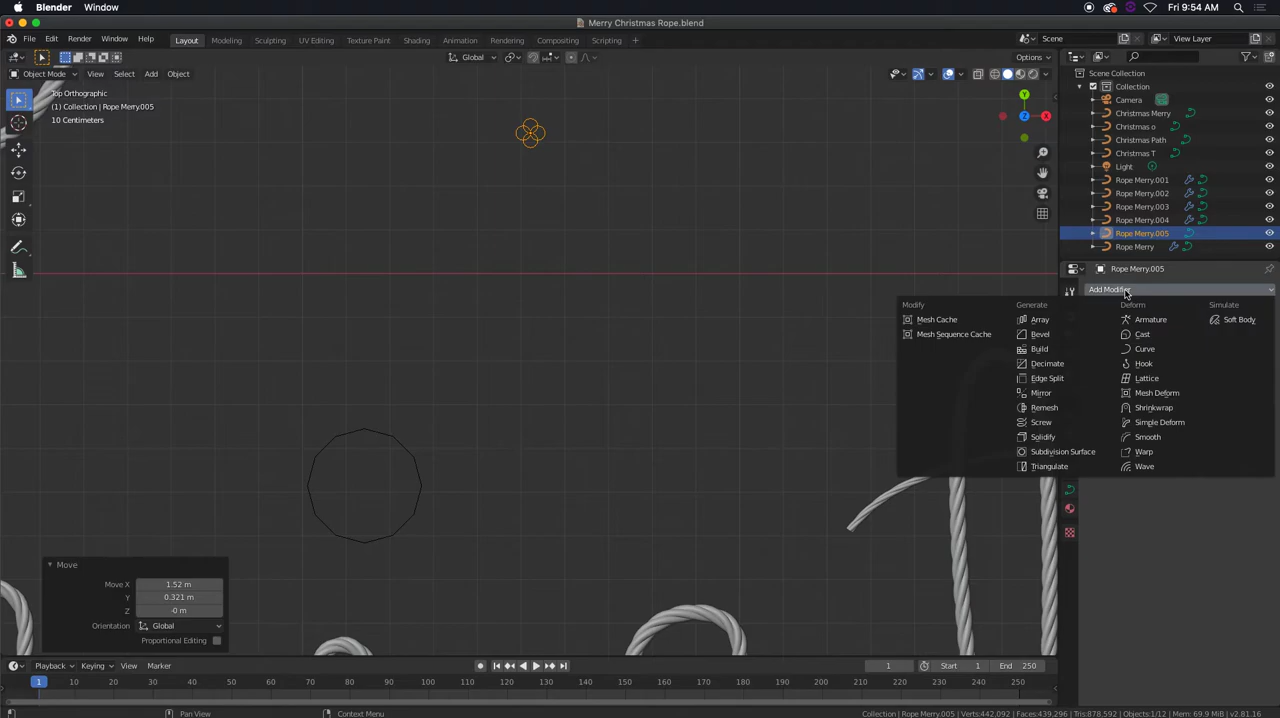 Blender Window Fri 9:54 AM
Merry Christmas Rope.blend
File Edit Render Window Help Layout Modeling Sculpting UV Editing Texture Paint Shading Animation Rendering Compositing Scripting + Scene View Layer
Global Options
Object Mode View Select Add Object
Top Orthographic
(1) Collection | Rope Merry.005
10 Centimeters
Y
Z X
Scene Collection
Collection
Camera
Christmas Merry
Christmas o
Christmas Path
Christmas T
Light
Rope Merry.001
Rope Merry.002
Rope Merry.003
Rope Merry.004
Rope Merry.005
Rope Merry
Rope Merry.005
Add Modifier
Modify Generate Deform Simulate
Mesh Cache Array Armature Soft Body
Mesh Sequence Cache Bevel Cast
Build Curve
Decimate Hook
Edge Split Lattice
Mirror Mesh Deform
Remesh Shrinkwrap
Screw Simple Deform
Solidify Smooth
Subdivision Surface Warp
Triangulate Wave
Move
Move X 1.52 m
Y 0.321 m
Z -0 m
Orientation Global
Proportional Editing
Playback Keying View Marker 1 Start 1 End 250
1 10 20 30 40 50 60 70 80 90 100 110 120 130 140 150 160 170 180 190 200 210 220 230 240 250
Pan View Context Menu Collection | Rope Merry.005 | Verts:442,092 | Faces:439,296 | Tris:878,592 | Objects:1/12 | Mem: 69.9 MiB | v2.81.16